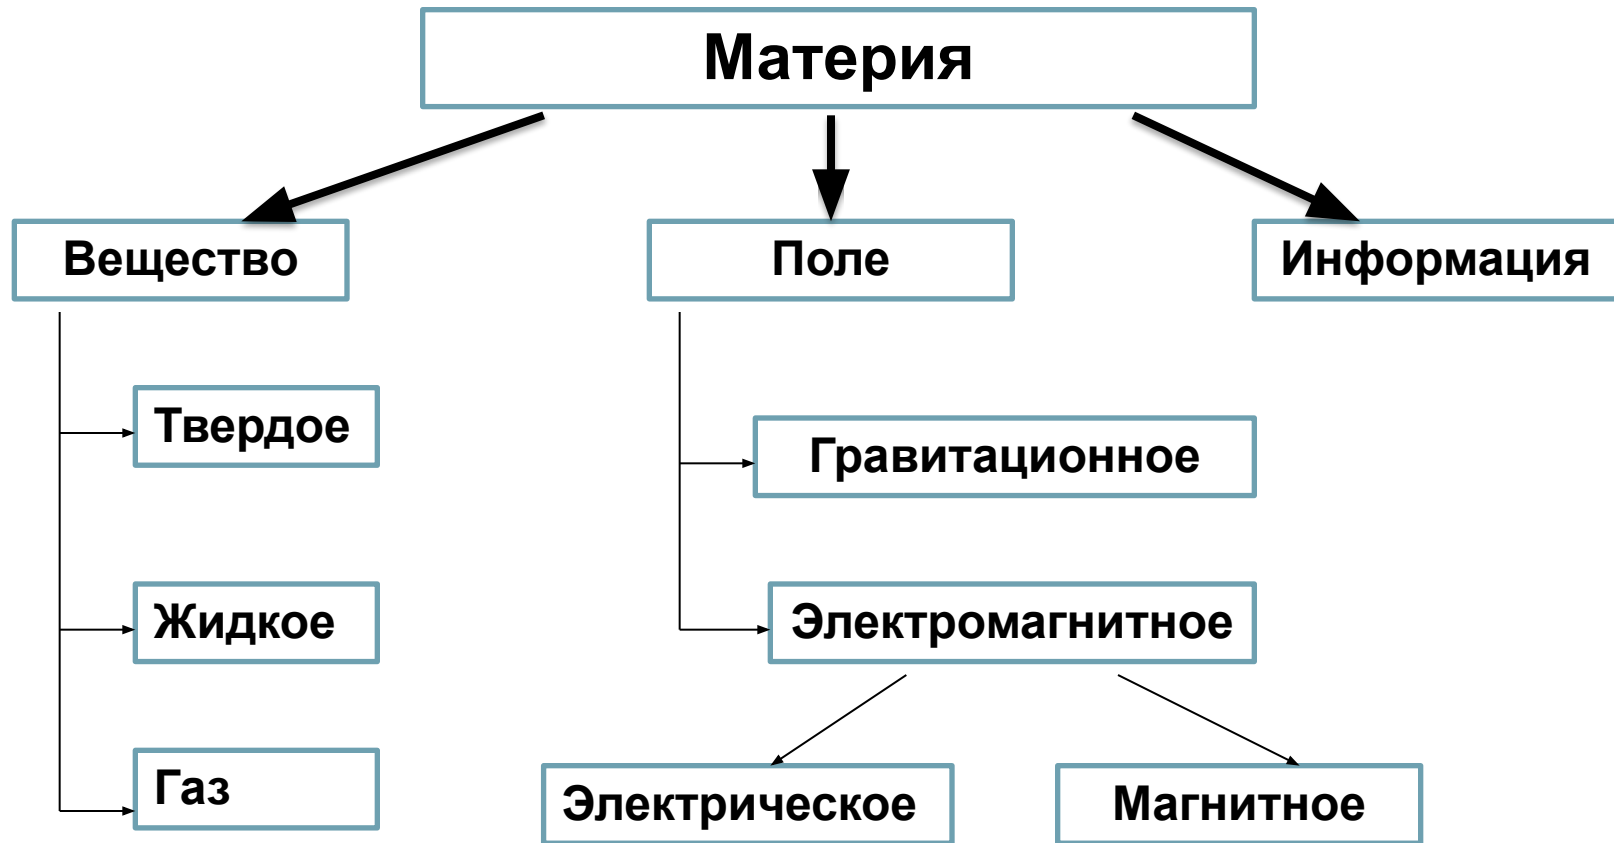 Материя
Вещество
Поле
Информация
Твердое
Гравитационное
Жидкое
Электромагнитное
Газ
Электрическое
Магнитное